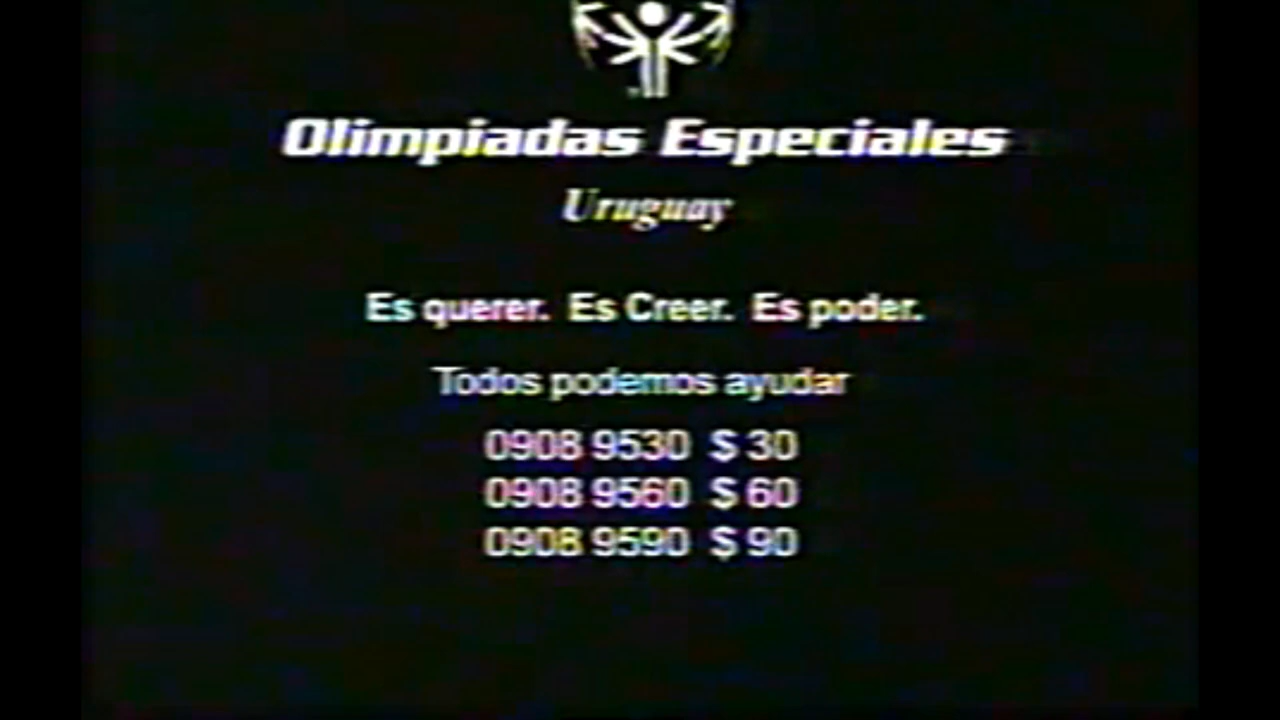 Olimpiadas Especiales
Uruguay
Es querer. Es Creer. Es poder.
Todos podemos ayudar
0908 9530 $ 30
0908 9560 $ 60
0908 9590 $ 90